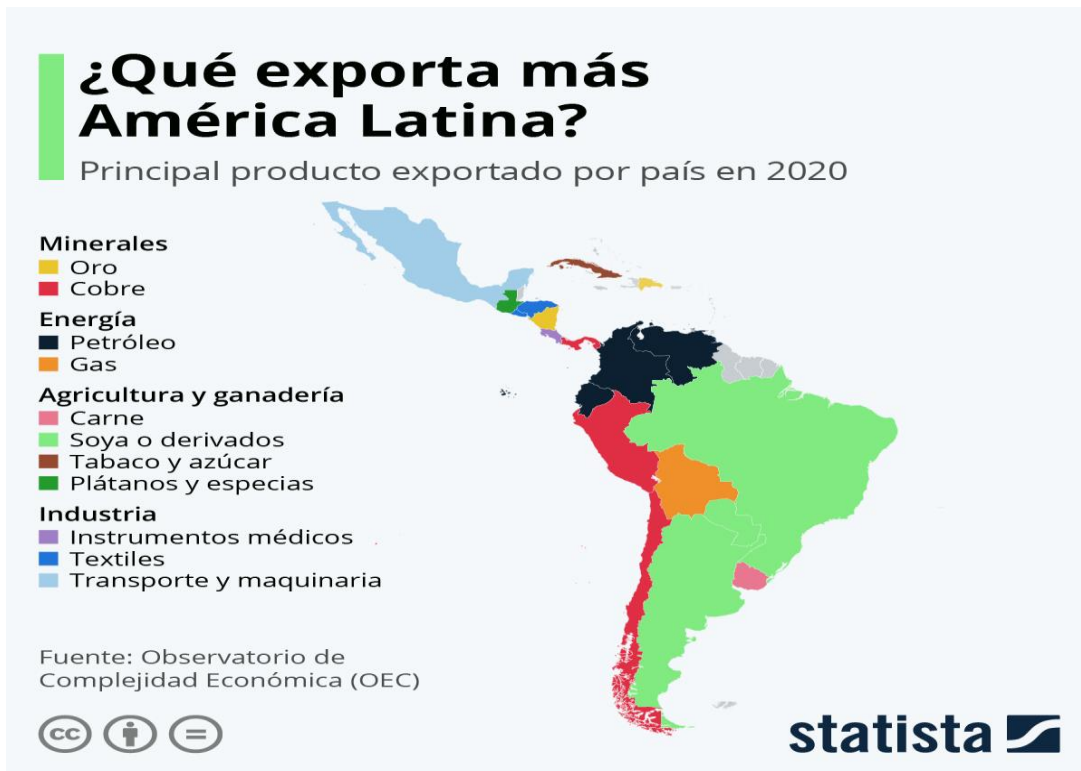 ¿Qué exporta más
América Latina?
Principal producto exportado por país en 2020
Minerales
Oro
Cobre
Energía
Petróleo
Gas
Agricultura y ganadería
Carne
Soya o derivados
Tabaco y azúcar
Plátanos y especias
Industria
Instrumentos médicos
Textiles
Transporte y maquinaria
Fuente: Observatorio de
Complejidad Económica (OEC)
cc
statista